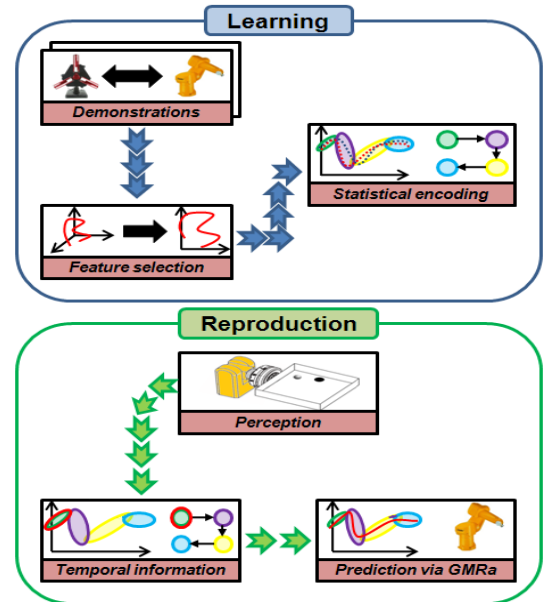 Learning
Demonstrations
Statistical encoding
Feature selection
Reproduction
Perception
Temporal information
Prediction via GMRa